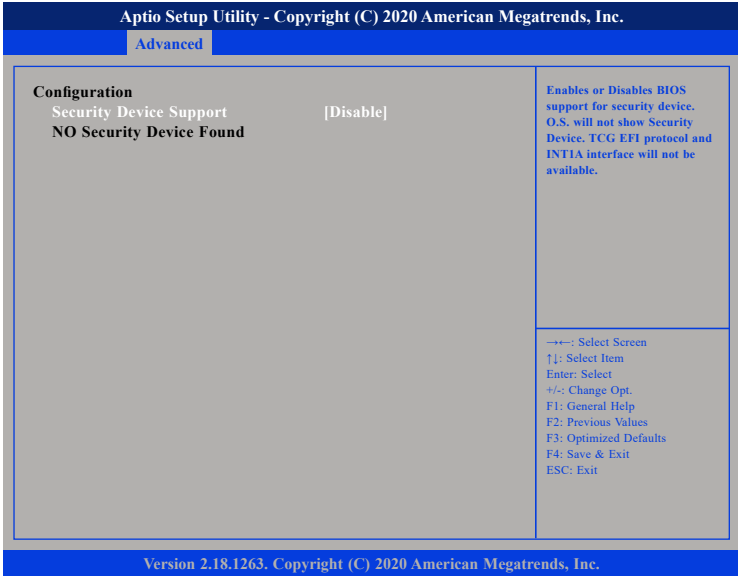 Aptio Setup Utility - Copyright (C) 2020 American Megatrends, Inc.
Advanced
Configuration
Security Device Support [Disable]
NO Security Device Found
Enables or Disables BIOS
support for security device.
O.S. will not show Security
Device. TCG EFI protocol and
INT1A interface will not be
available.
→←: Select Screen
↑↓: Select Item
Enter: Select
+/-: Change Opt.
F1: General Help
F2: Previous Values
F3: Optimized Defaults
F4: Save & Exit
ESC: Exit
Version 2.18.1263. Copyright (C) 2020 American Megatrends, Inc.